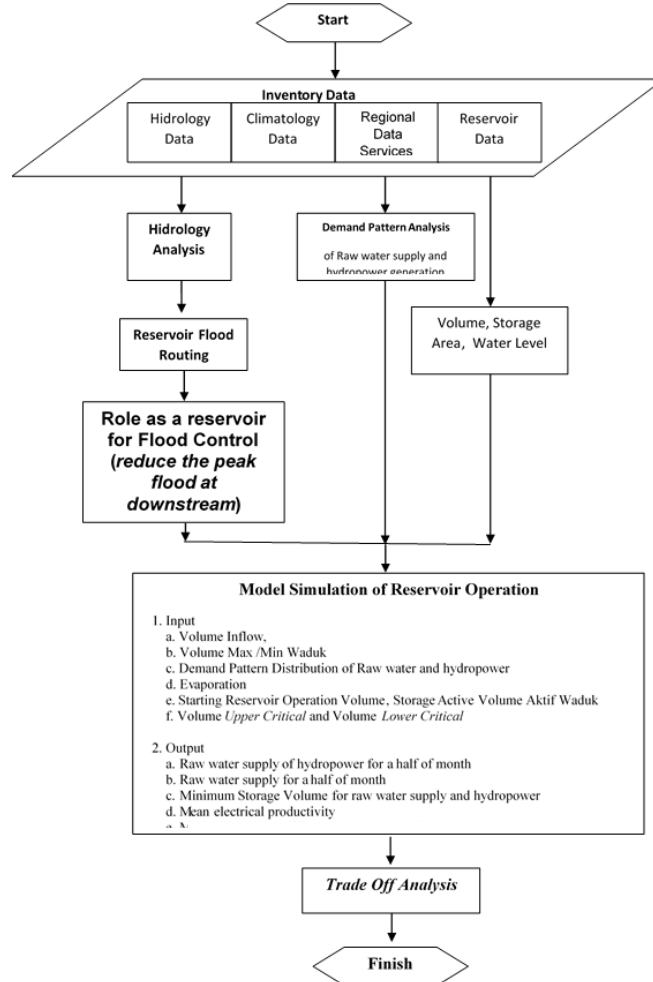 Start
Inventory Data
Hidrology
Data
Climatology
Data
Regional
Data
Services
Reservoir
Data
Hidrology
Analysis
Demand Pattern Analysis
of Raw water supply and
hydropower generation
Reservoir Flood
Routing
Volume, Storage
Area, Water Level
Role as a reservoir
for Flood Control
(reduce the peak
flood at
downstream)
Model Simulation of Reservoir Operation
1. Input
a. Volume Inflow,
b. Volume Max /Min Waduk
c. Demand Pattern Distribution of Raw water and hydropower
d. Evaporation
e. Starting Reservoir Operation Volume, Storage Active Volume Aktif Waduk
f. Volume Upper Critical and Volume Lower Critical
2. Output
a. Raw water supply of hydropower for a half of month
b. Raw water supply for a half of month
c. Minimum Storage Volume for raw water supply and hydropower
d. Mean electrical productivity
Trade Off Analysis
Finish